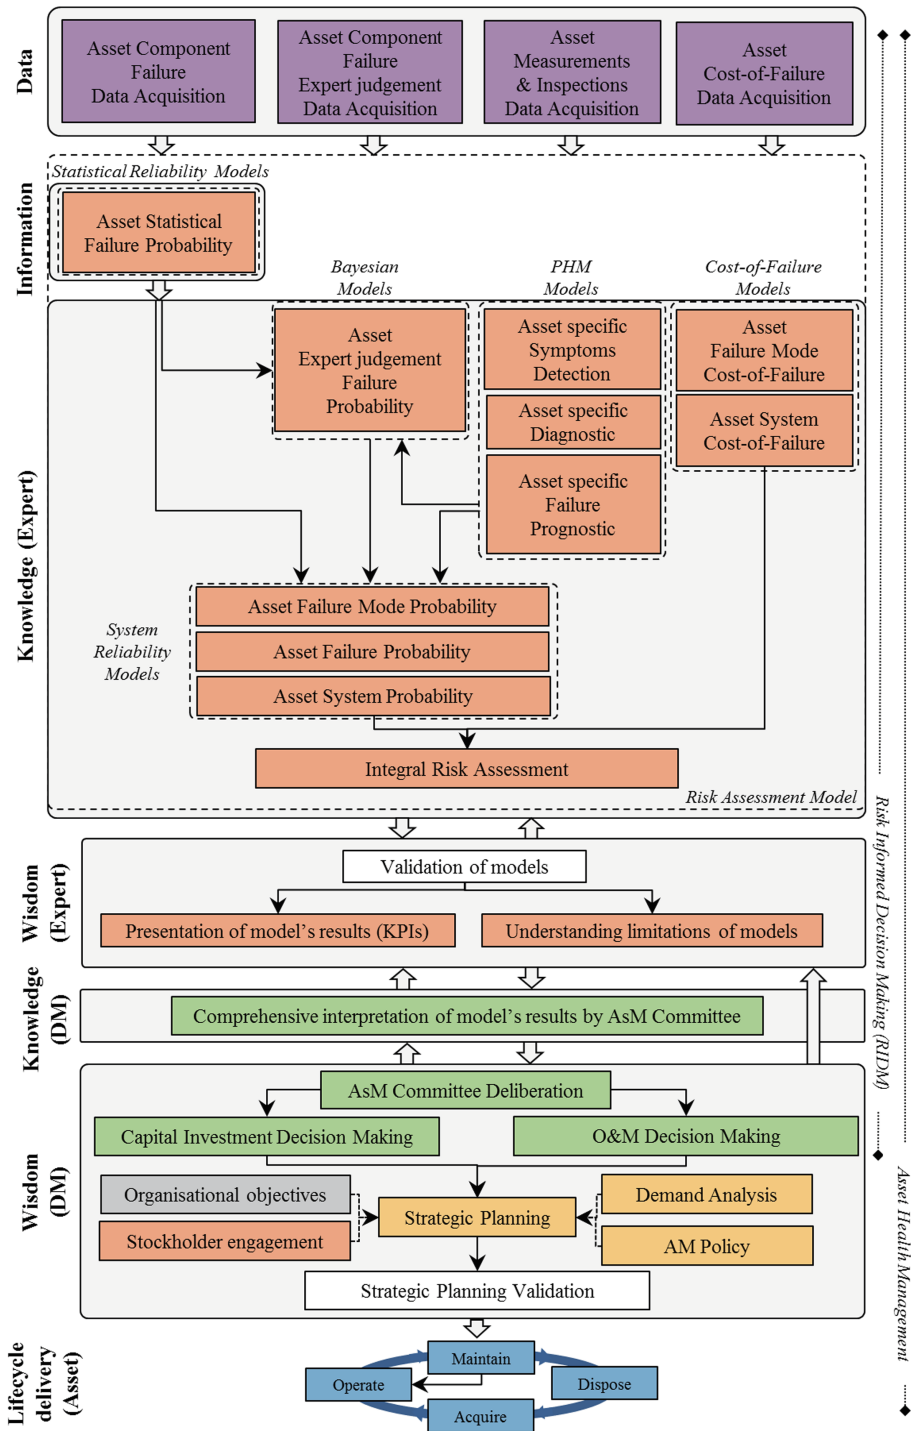 Data
Asset Component
Failure
Data Acquisition
Asset Component
Failure
Expert judgement
Data Acquisition
Asset
Measurements
& Inspections
Data Acquisition
Asset
Cost-of-Failure
Data Acquisition
Information
Statistical Reliability Models
Asset Statistical
Failure Probability
Bayesian
Models
PHM
Models
Cost-of-Failure
Models
Knowledge (Expert)
Asset
Expert judgement
Failure
Probability
Asset specific
Symptoms
Detection
Asset specific
Diagnostic
Asset specific
Failure
Prognostic
Asset
Failure Mode
Cost-of-Failure
Asset System
Cost-of-Failure
System
Reliability
Models
Asset Failure Mode Probability
Asset Failure Probability
Asset System Probability
Integral Risk Assessment
Risk Assessment Model
Wisdom
(Expert)
Validation of models
Presentation of model’s results (KPIs)
Understanding limitations of models
Knowledge
(DM)
Comprehensive interpretation of model’s results by AsM Committee
Wisdom
(DM)
AsM Committee Deliberation
Capital Investment Decision Making
O&M Decision Making
Organisational objectives
Stockholder engagement
Strategic Planning
Demand Analysis
AM Policy
Strategic Planning Validation
Lifecycle
delivery
(Asset)
Maintain
Operate
Dispose
Acquire
Risk Informed Decision Making (RIDM)
Asset Health Management